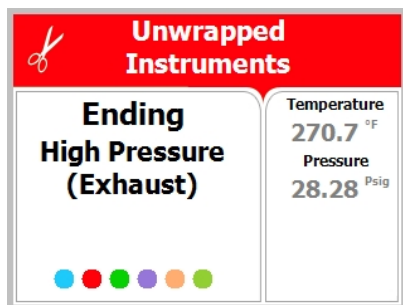 Unwrapped
Instruments
Ending
High Pressure
(Exhaust)
Temperature
270.7 °F
Pressure
28.28 Psig